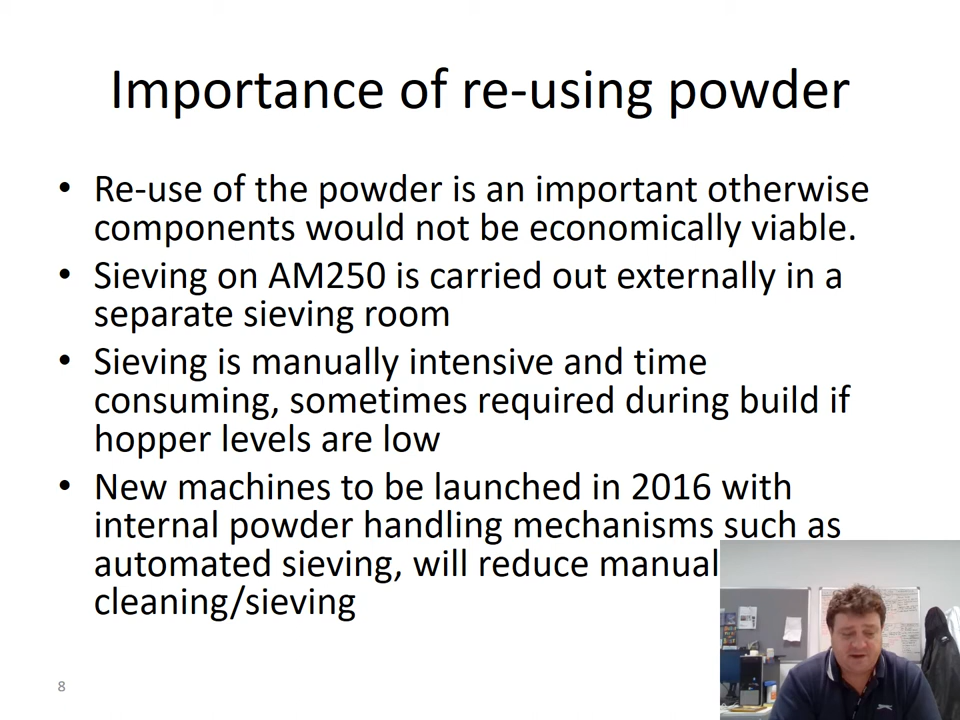 Importance of re-using powder
• Re-use of the powder is an important otherwise
components would not be economically viable.
• Sieving on AM250 is carried out externally in a
separate sieving room
• Sieving is manually intensive and time
consuming, sometimes required during build if
hopper levels are low
• New machines to be launched in 2016 with
internal powder handling mechanisms such as
automated sieving, will reduce manual
cleaning/sieving
8